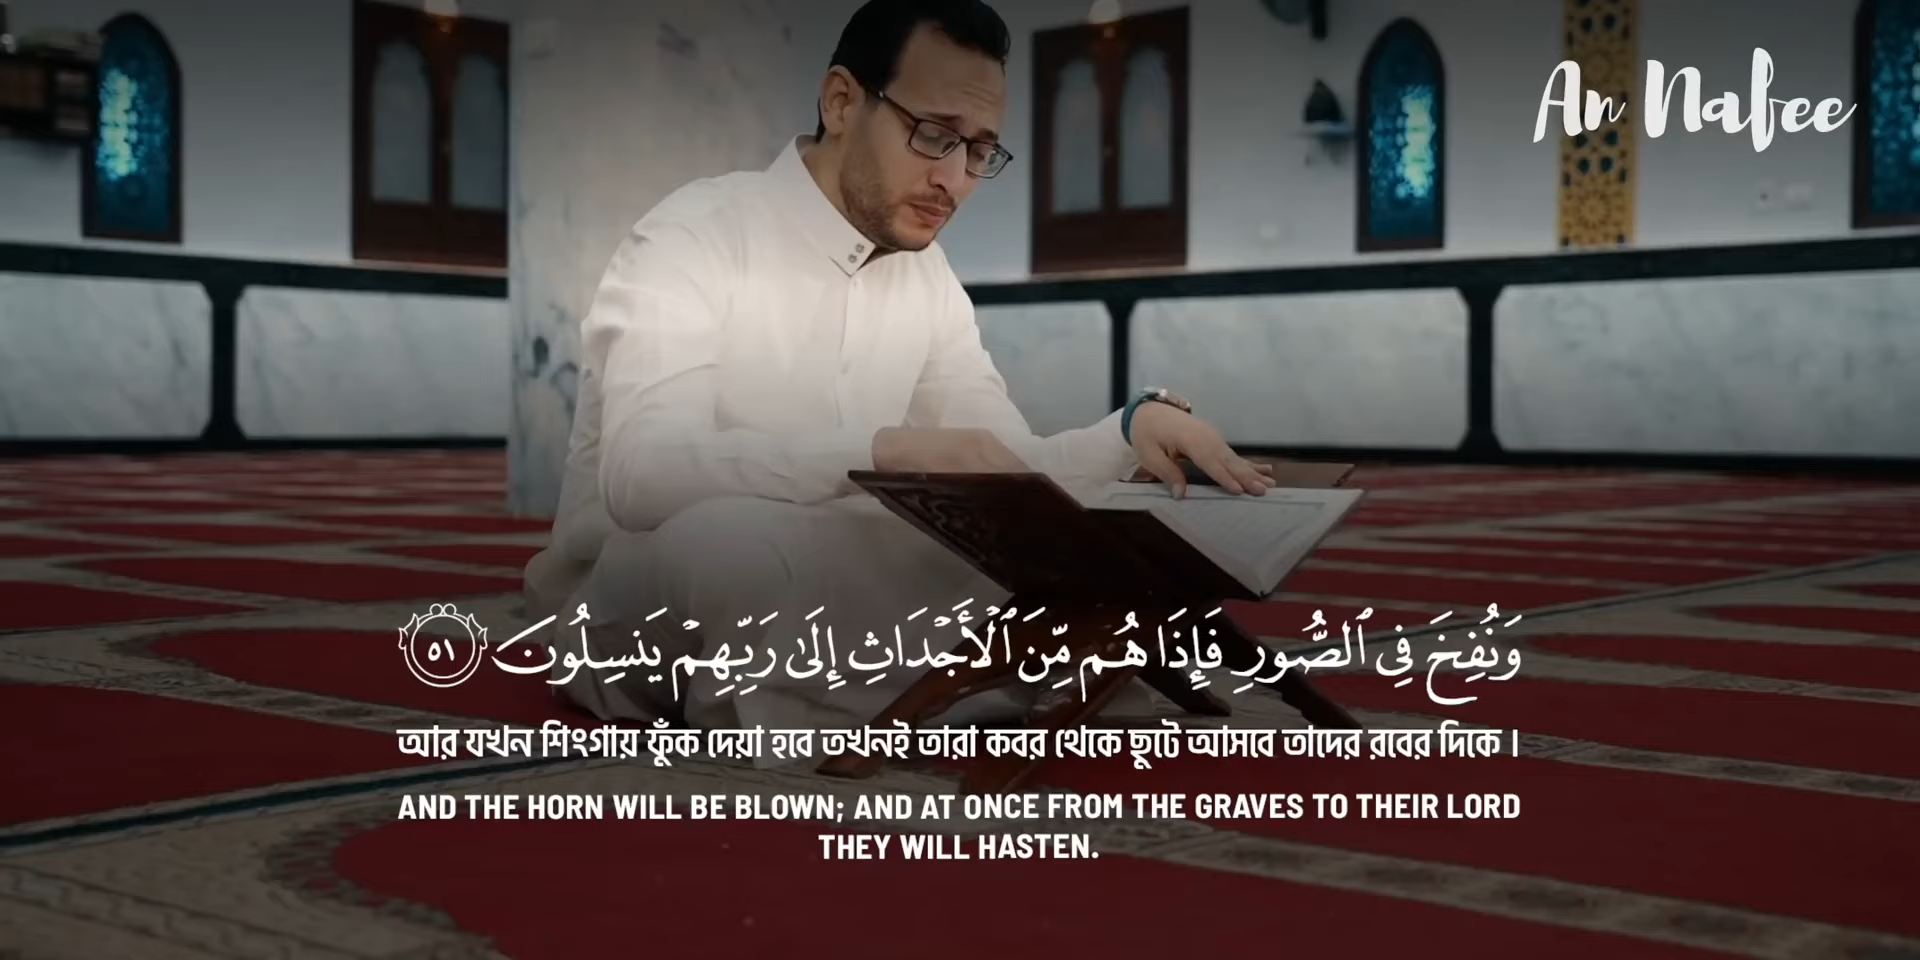 An Nafee
وَنُفِخَ فِى ٱلصُّورِ فَإِذَا هُم مِّنَ ٱلْأَجْدَاثِ إِلَىٰ رَبِّهِمْ يَنسِلُونَ ٥١
আর যখন শিংগায় ফুঁক দেয়া হবে তখনই তারা কবর থেকে ছুটে আসবে তাদের রবের দিকে ।
AND THE HORN WILL BE BLOWN; AND AT ONCE FROM THE GRAVES TO THEIR LORD
THEY WILL HASTEN.